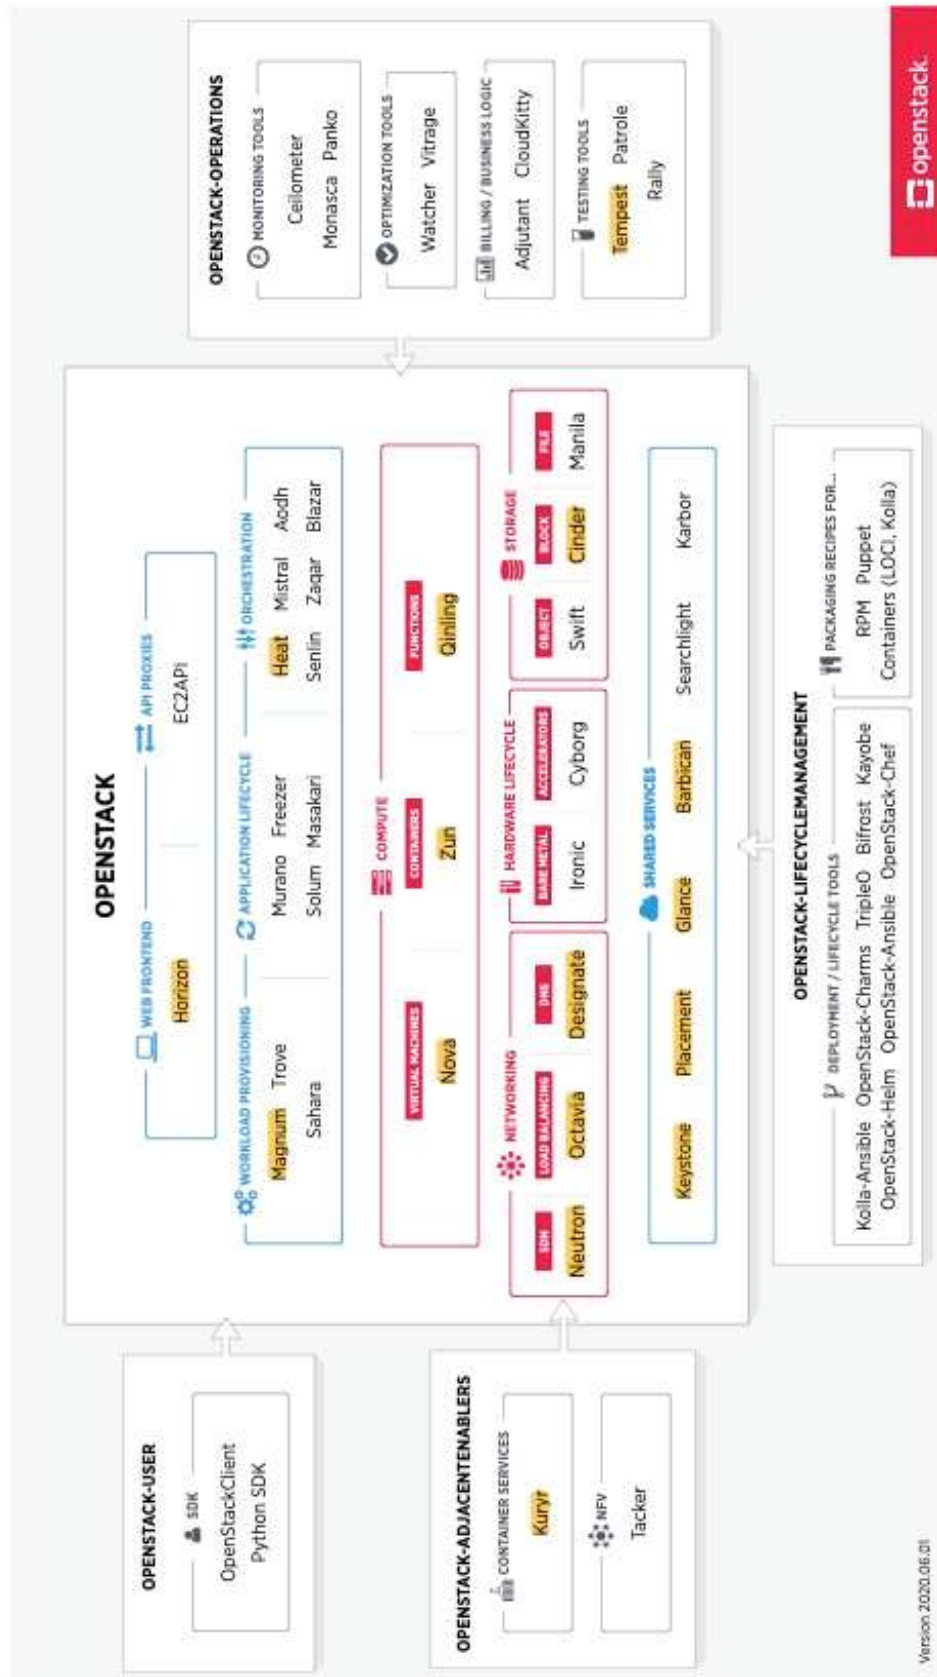 OPENSTACK-USER
SDK
OpenStackClient
Python SDK
OPENSTACK-ADJACENTENABLERS
CONTAINER SERVICES
Kuryr
NFV
Tacker
OPENSTACK
WEB FRONTEND
Horizon
API PROXIES
EC2API
WORKLOAD PROVISIONING
Magnum Trove
Sahara
APPLICATION LIFECYCLE
Murano Freezer
Solum Masakari
ORCHESTRATION
Heat Mistral Aodh
Senlin Zaqar Blazar
COMPUTE
VIRTUAL MACHINES
Nova
CONTAINERS
Zun
FUNCTIONS
Qinling
NETWORKING
SDN
Neutron
LOAD BALANCING
Octavia
DNS
Designate
HARDWARE LIFECYCLE
BARE METAL
Ironic
ACCELERATORS
Cyborg
STORAGE
OBJECT
Swift
BLOCK
Cinder
FILE
Manila
SHARED SERVICES
Keystone Placement Glance Barbican Searchlight Karbor
OPENSTACK-OPERATIONS
MONITORING TOOLS
Ceilometer
Monasca Panko
OPTIMIZATION TOOLS
Watcher Vitrage
BILLING / BUSINESS LOGIC
Adjutant CloudKitty
TESTING TOOLS
Tempest Patrole
Rally
OPENSTACK-LIFECYCLEMANAGEMENT
DEPLOYMENT / LIFECYCLE TOOLS
Kolla-Ansible OpenStack-Charms TripleO Bifrost Kayobe
OpenStack-Helm OpenStack-Ansible OpenStack-Chef
PACKAGING RECIPES FOR...
RPM Puppet
Containers (LOCI, Kolla)
Version 2020.06.01
openstack.